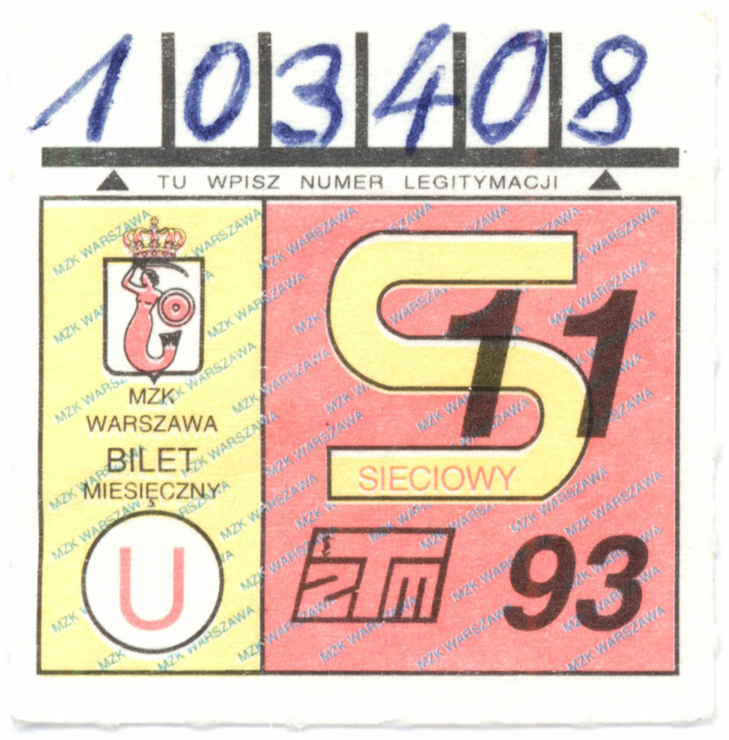 103408
TU WPISZ NUMER LEGITYMACJI
MZK
WARSZAWA
BILET
MIESIĘCZNY
U
S
11
SIECIOWY
ZTM
93
MZK WARSZAWA